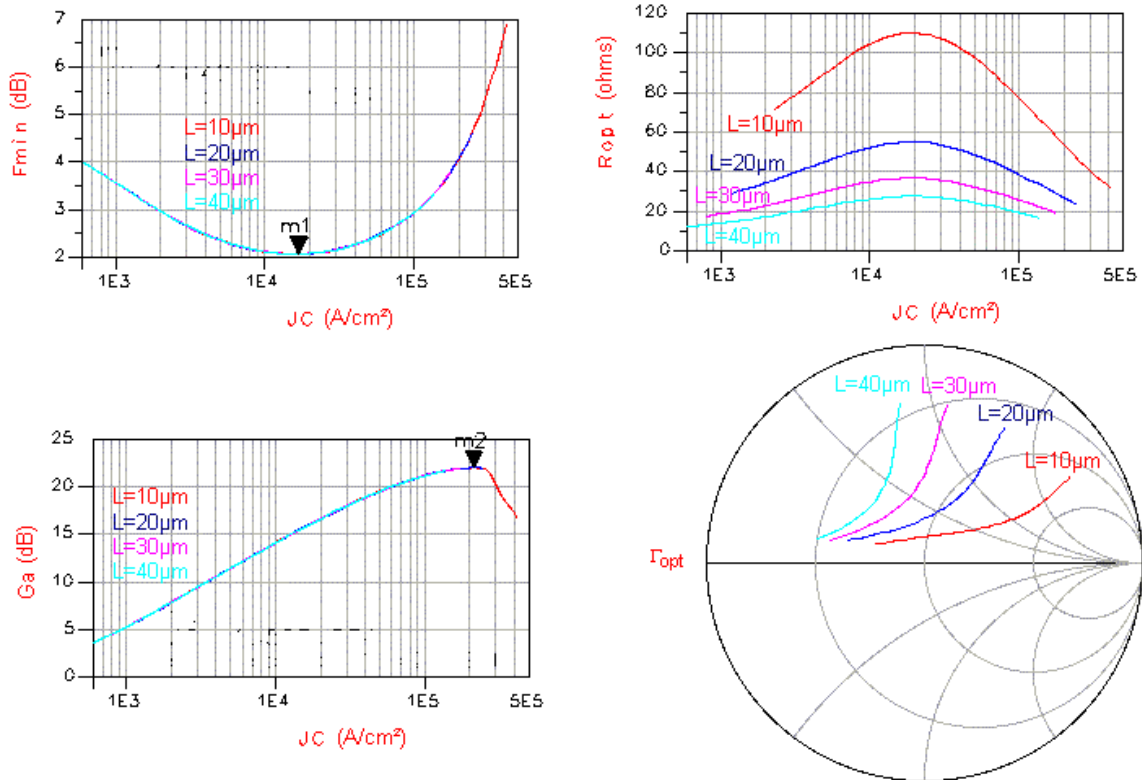 7
6
5
4
3
2
Fmin (dB)
L=10µm
L=20µm
L=30µm
L=40µm
m1
1E3
1E4
1E5
5E5
JC (A/cm²)
120
100
80
60
40
20
0
Ropt (ohms)
L=10µm
L=20µm
L=30µm
L=40µm
1E3
1E4
1E5
5E5
JC (A/cm²)
25
20
15
10
5
0
Ga (dB)
m2
L=10µm
L=20µm
L=30µm
L=40µm
1E3
1E4
1E5
5E5
JC (A/cm²)
L=40µm
L=30µm
L=20µm
L=10µm
Γopt